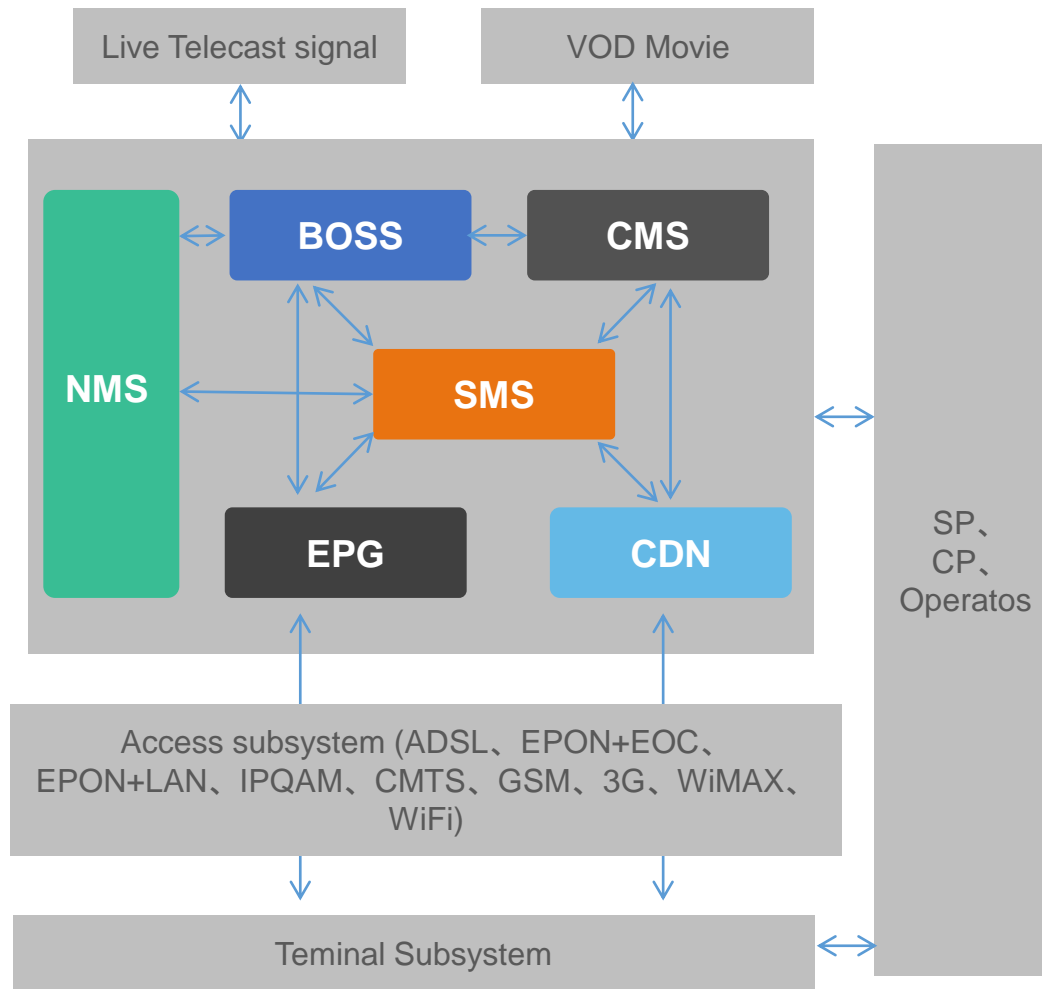 Live Telecast signal
VOD Movie
BOSS
CMS
NMS
SMS
EPG
CDN
SP、
CP、
Operatos
Access subsystem (ADSL、EPON+EOC、
EPON+LAN、IPQAM、CMTS、GSM、3G、WiMAX、
WiFi)
Teminal Subsystem